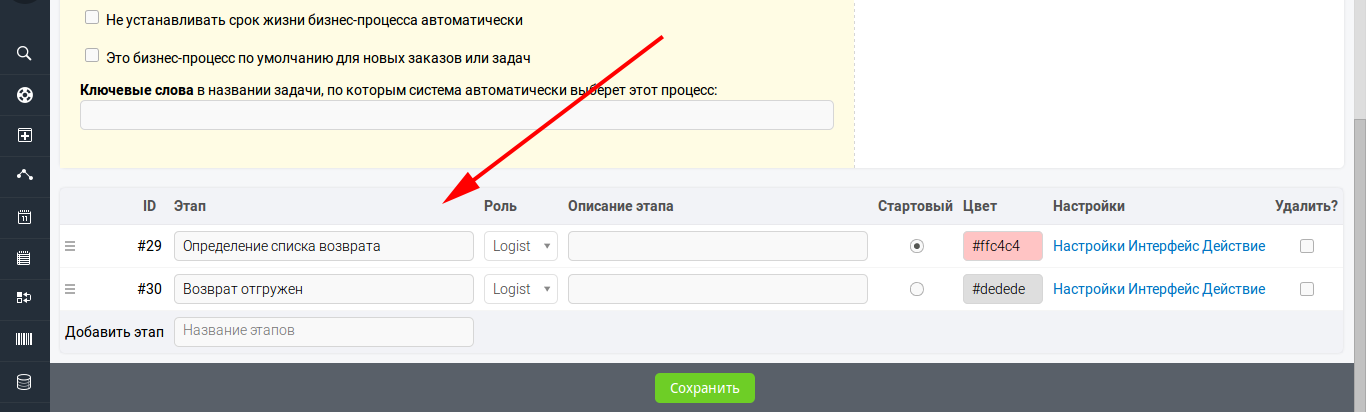 Не устанавливать срок жизни бизнес-процесса автоматически
Это бизнес-процесс по умолчанию для новых заказов или задач
Ключевые слова в названии задачи, по которым система автоматически выберет этот процесс:
ID Этап Роль Описание этапа Стартовый Цвет Настройки Удалить?
#29 Определение списка возврата Logist #ffc4c4 Настройки Интерфейс Действие
#30 Возврат отгружен Logist #dedede Настройки Интерфейс Действие
Добавить этап Название этапов
Сохранить
11